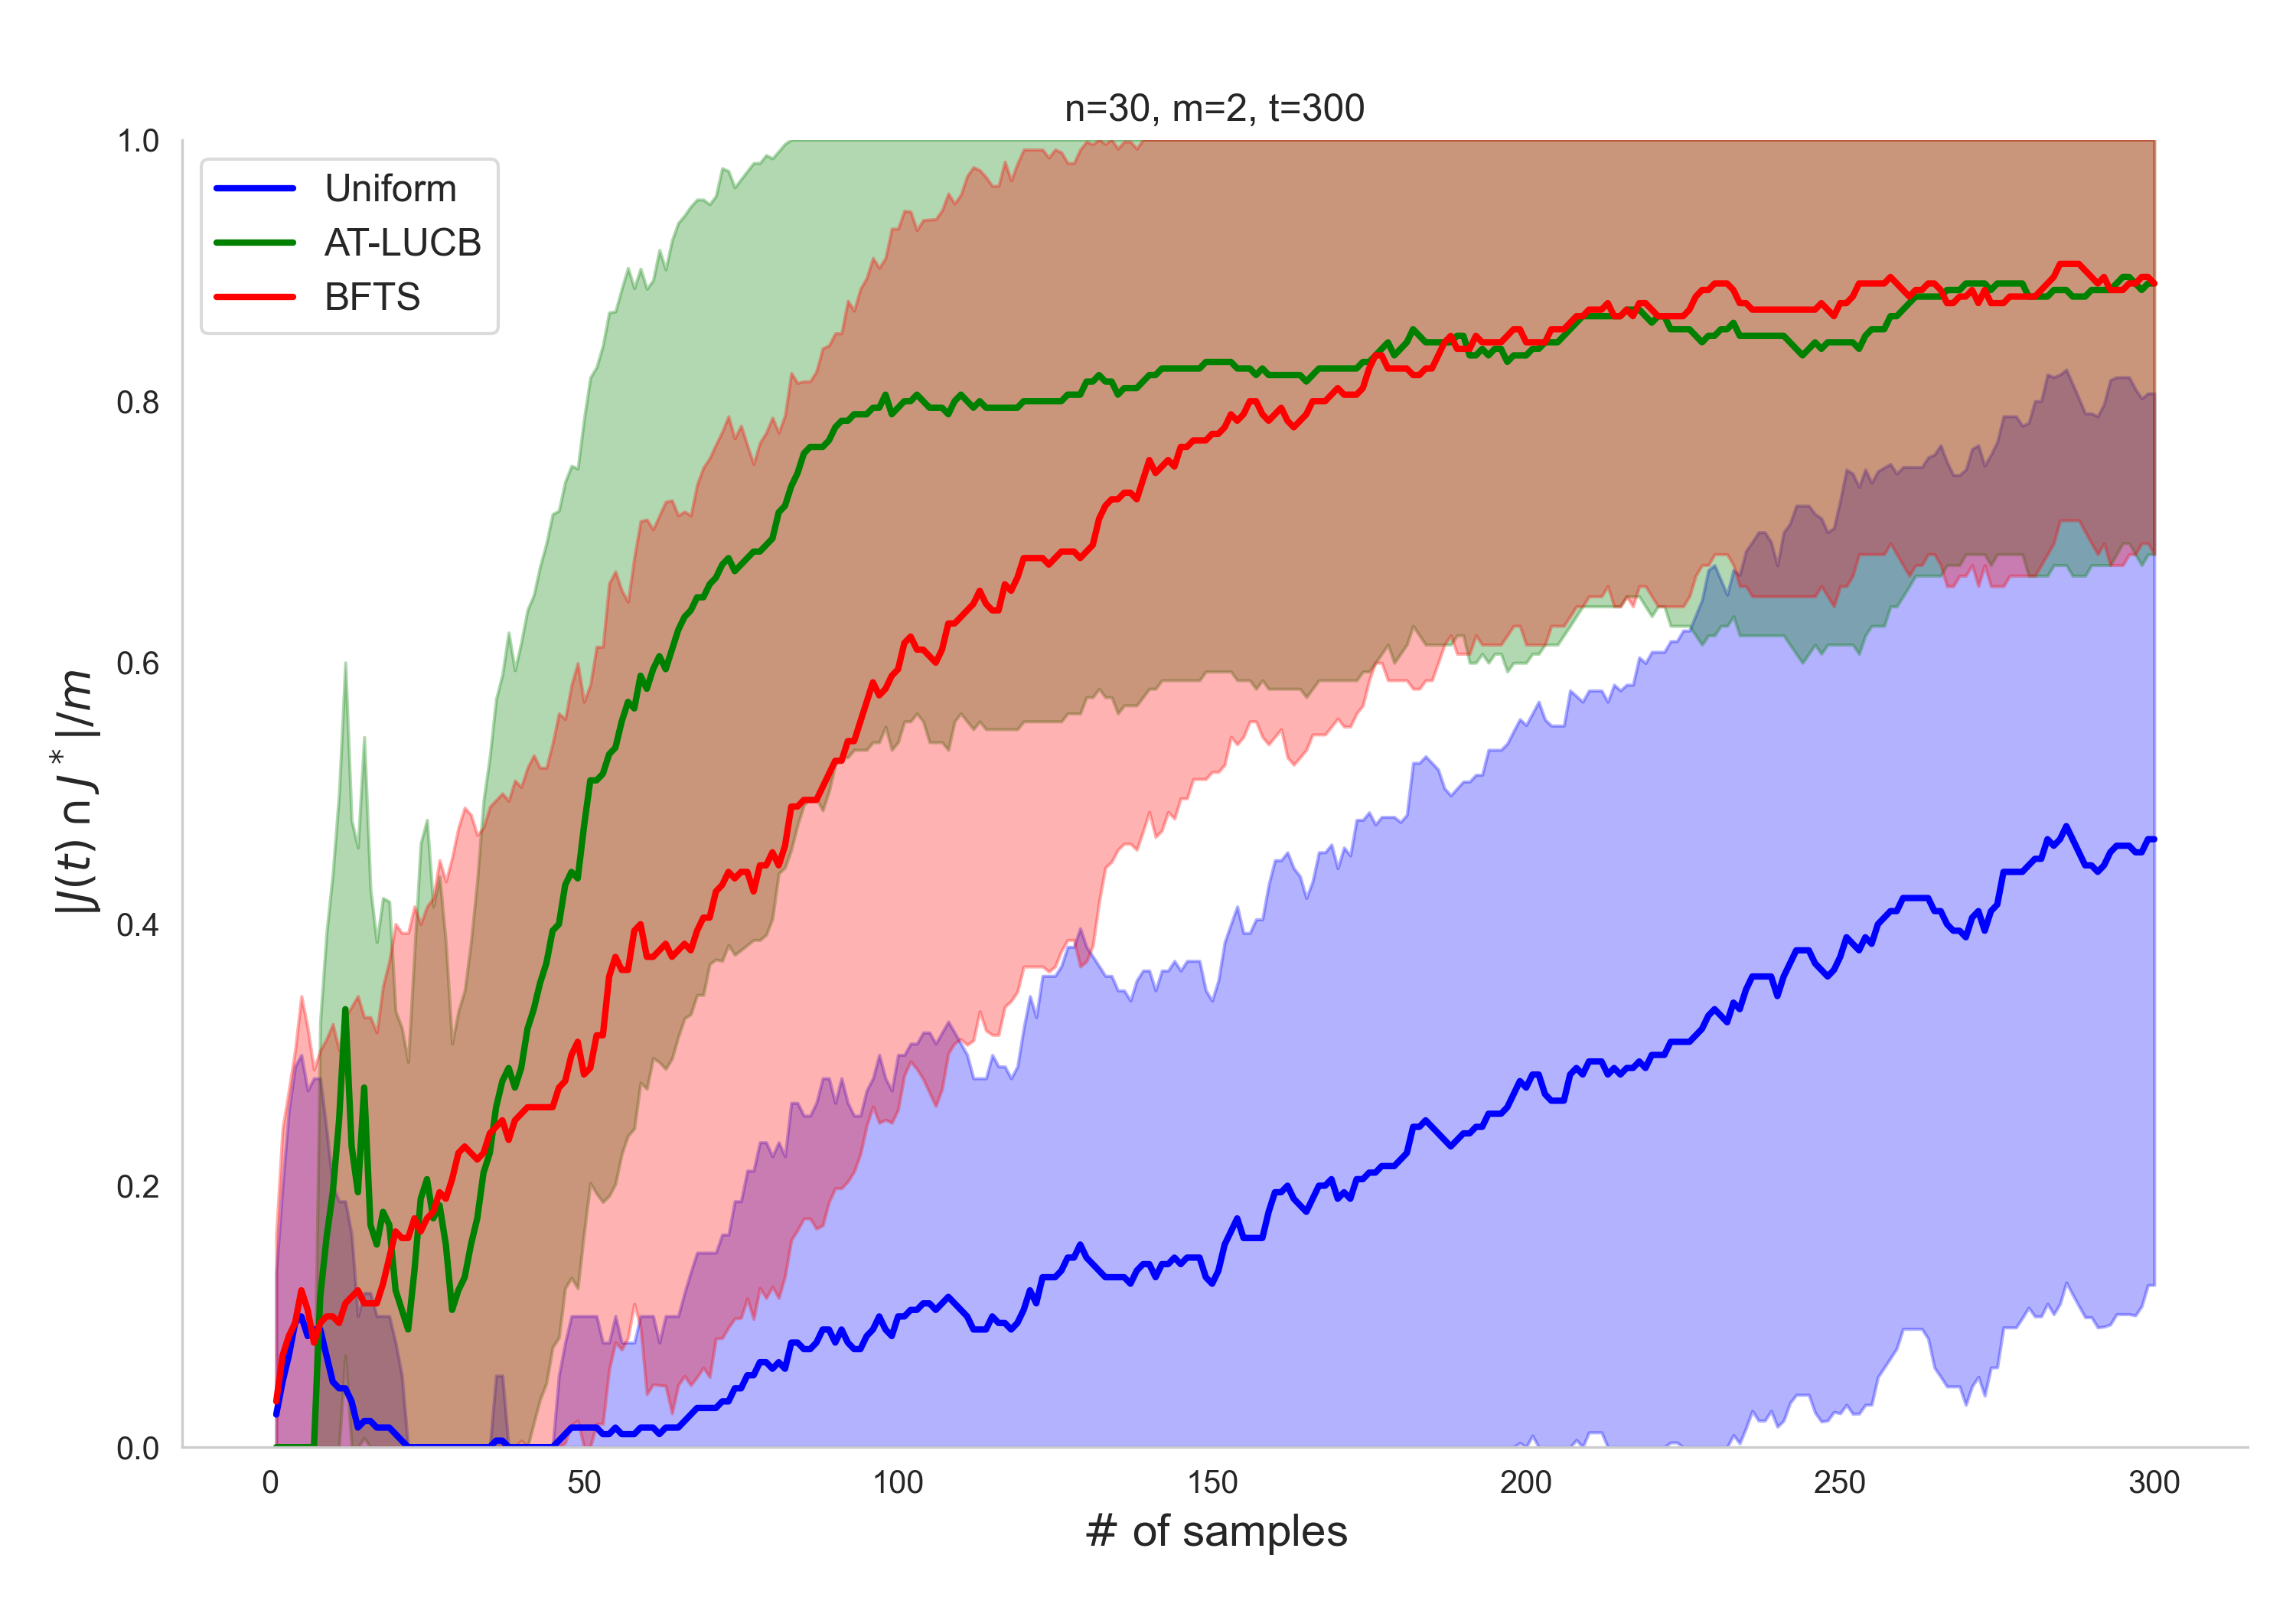 n=30, m=2, t=300
1.0
0.8
0.6
0.4
0.2
0.0
Uniform
AT-LUCB
BFTS
|J(t) ∩ J*|/m
0 50 100 150 200 250 300
# of samples